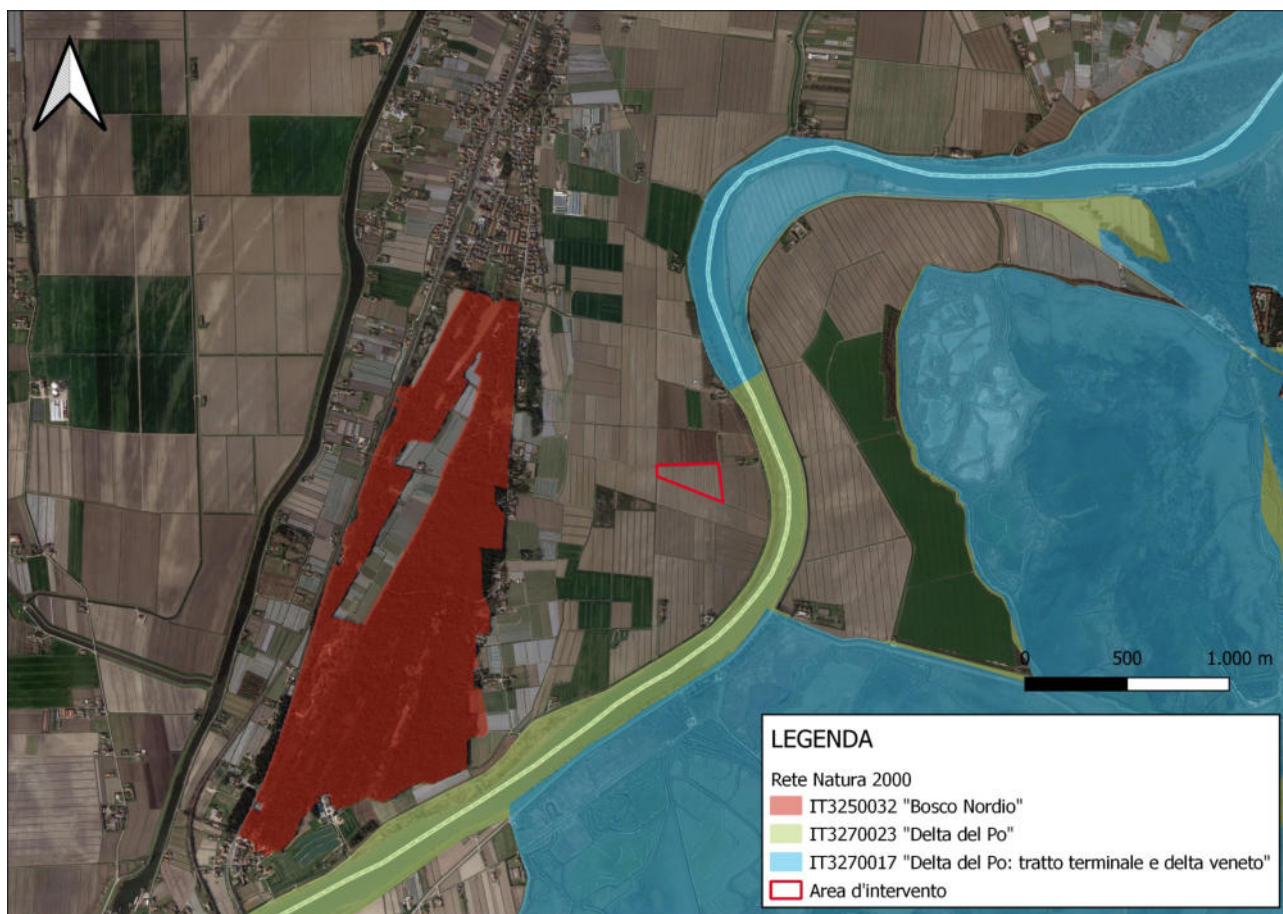 0 500 1.000 m
LEGENDA
Rete Natura 2000
IT3250032 "Bosco Nordio"
IT3270023 "Delta del Po"
IT3270017 "Delta del Po: tratto terminale e delta veneto"
Area d'intervento